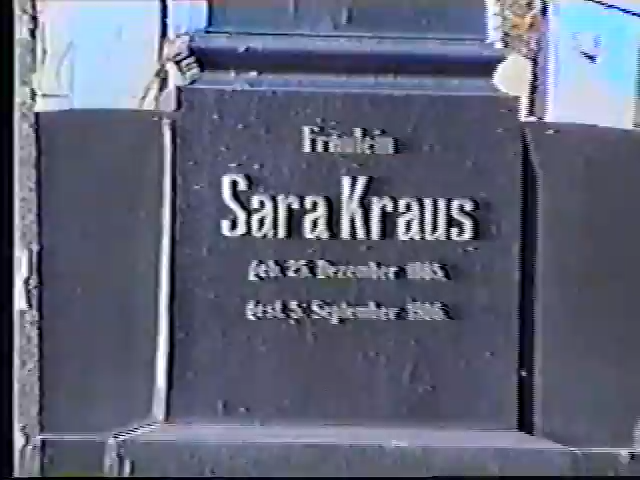 Fräulein
Sara Kraus
geb. 25. Dezember
gest. 5. September